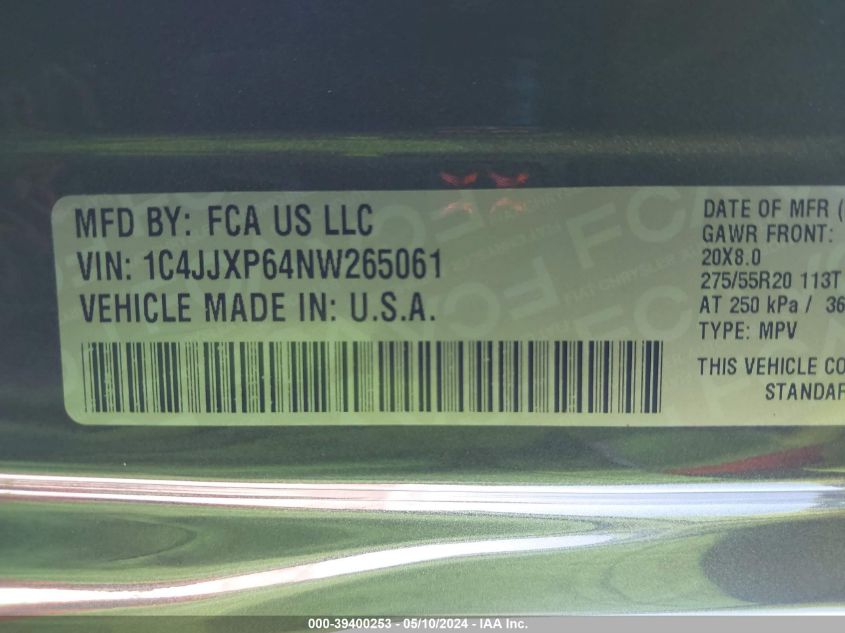 MFD BY: FCA US LLC
VIN: 1C4JJXP64NW265061
VEHICLE MADE IN: U.S.A.
DATE OF MFR (
GAWR FRONT:
20X8.0
275/55R20 113T
AT 250 kPa / 36
TYPE: MPV
THIS VEHICLE CO
STANDAR
000-39400253 - 05/10/2024 - IAA Inc.